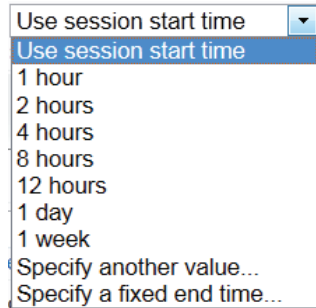 Use session start time
Use session start time
1 hour
2 hours
4 hours
8 hours
12 hours
1 day
1 week
Specify another value...
Specify a fixed end time...